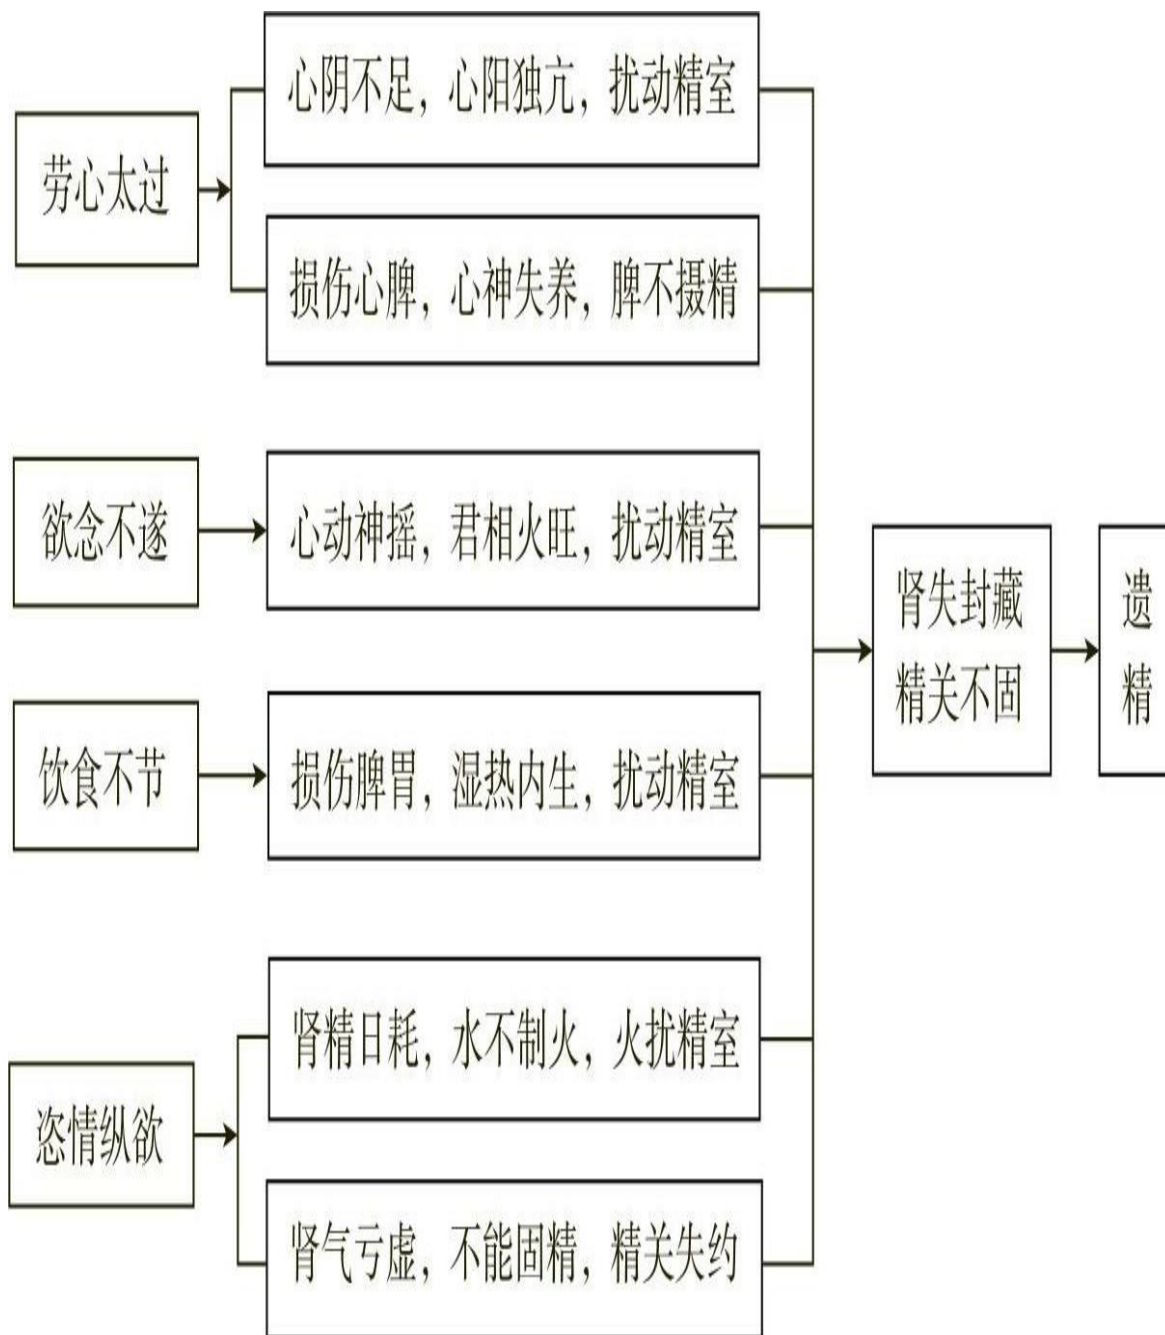 劳心太过
心阴不足，心阳独亢，扰动精室
损伤心脾，心神失养，脾不摄精
欲念不遂
心动神摇，君相火旺，扰动精室
饮食不节
损伤脾胃，湿热内生，扰动精室
恣情纵欲
肾精日耗，水不制火，火扰精室
肾气亏虚，不能固精，精关失约
肾失封藏
精关不固
遗
精